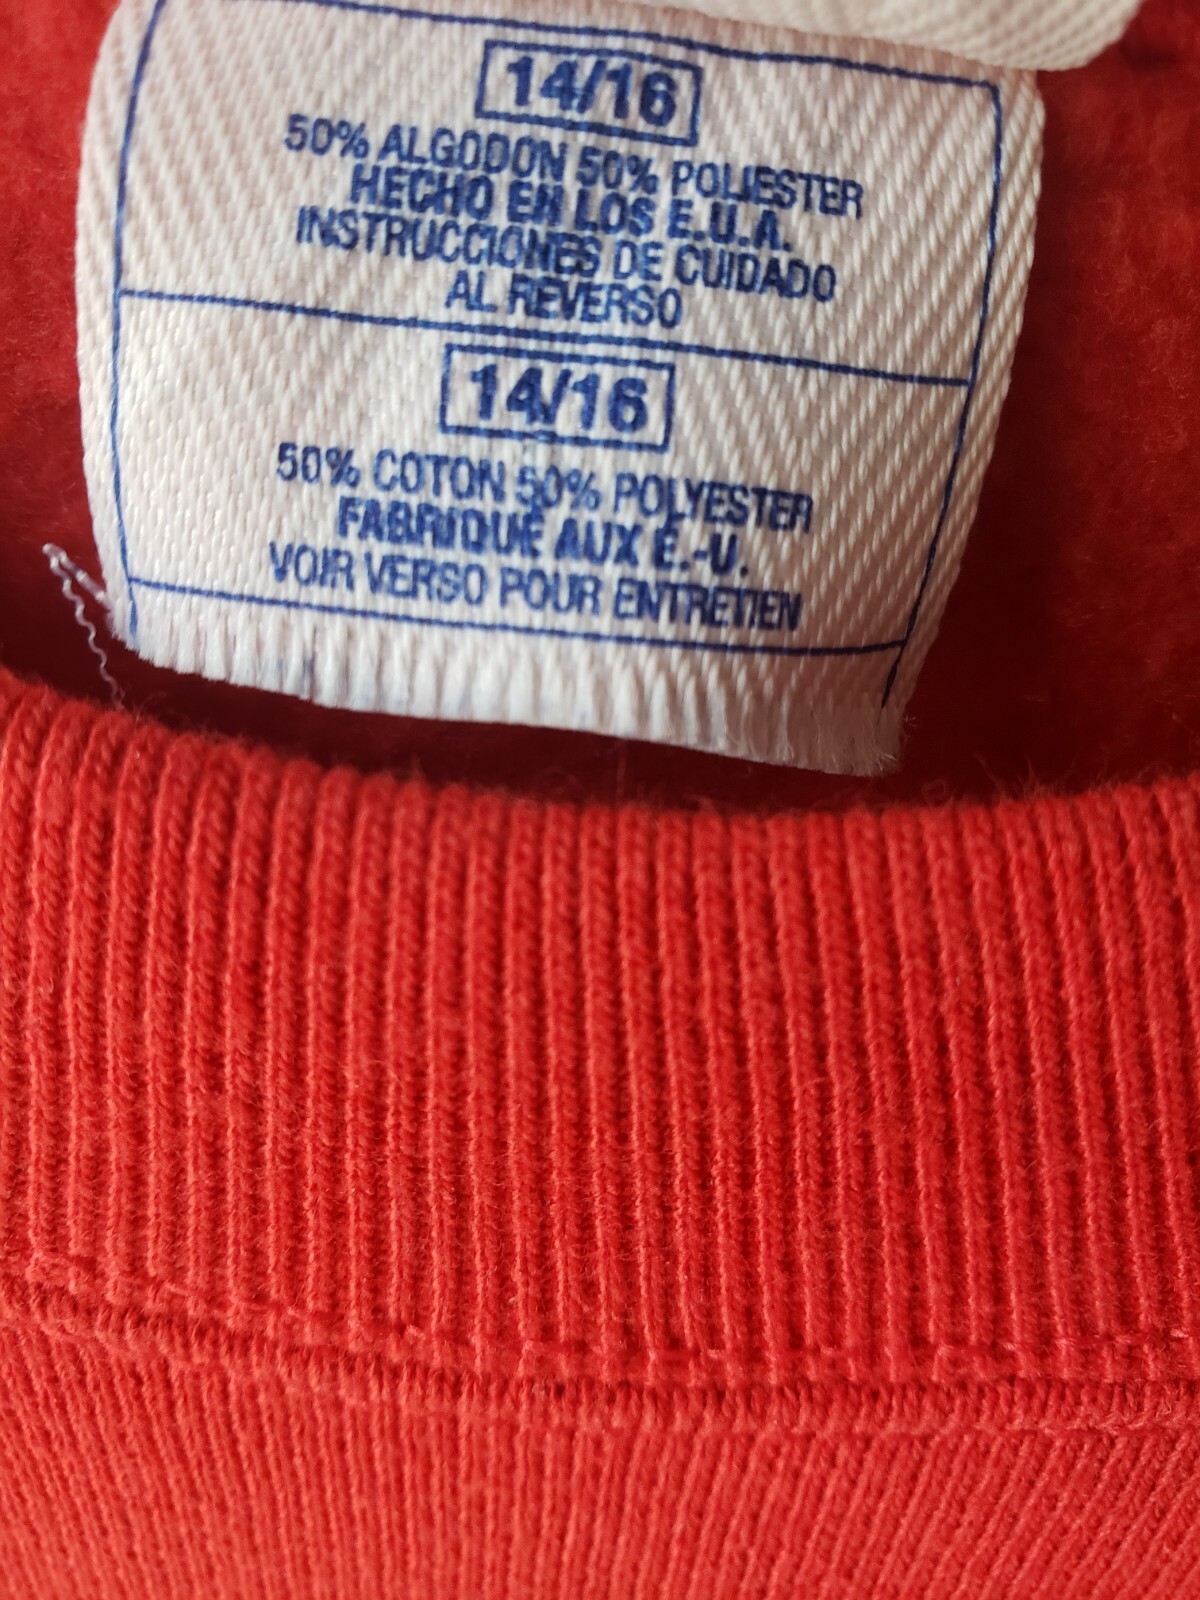 14/16
50% ALGODON 50% POLIESTER
HECHO EN LOS E.U.A.
INSTRUCCIONES DE CUIDADO
AL REVERSO
14/16
50% COTON 50% POLYESTER
FABRIQUÉ AUX É.-U.
VOIR VERSO POUR ENTRETIEN